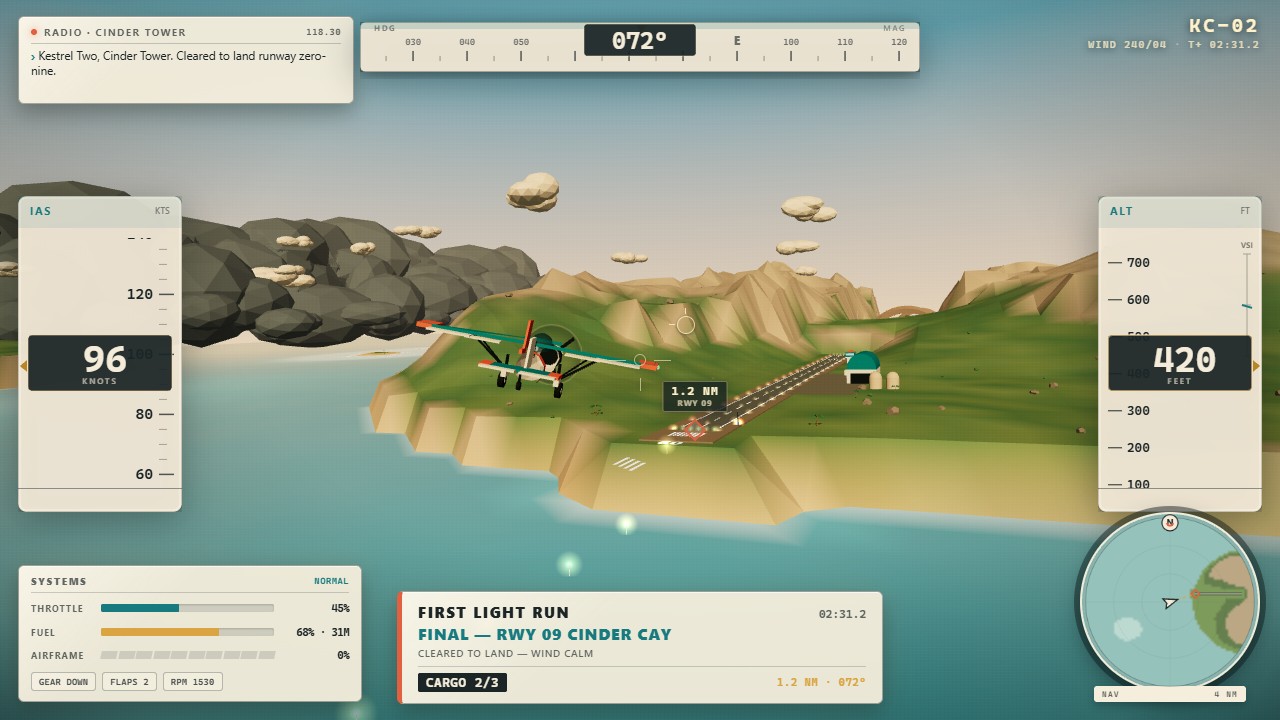 RADIO · CINDER TOWER 118.30
› Kestrel Two, Cinder Tower. Cleared to land runway zero-
nine.
HDG MAG
030 040 050 072° E 100 110 120
KC-02
WIND 240/04 · T+ 02:31.2
IAS KTS
120
100
96
KNOTS
80
60
ALT FT
VSI
700
600
500
400
420
FEET
300
200
100
1.2 NM
RWY 09
N
NAV 4 NM
SYSTEMS NORMAL
THROTTLE 45%
FUEL 68% · 31M
AIRFRAME 0%
GEAR DOWN FLAPS 2 RPM 1530
FIRST LIGHT RUN 02:31.2
FINAL — RWY 09 CINDER CAY
CLEARED TO LAND — WIND CALM
CARGO 2/3 1.2 NM · 072°